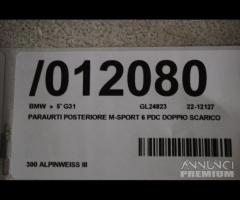 /012080
BMW » 5' G31 GL24823 22-12127
PARAURTI POSTERIORE M-SPORT 6 PDC DOPPIO SCARICO
300 ALPINWEISS III
ANNUNCI
PREMIUM